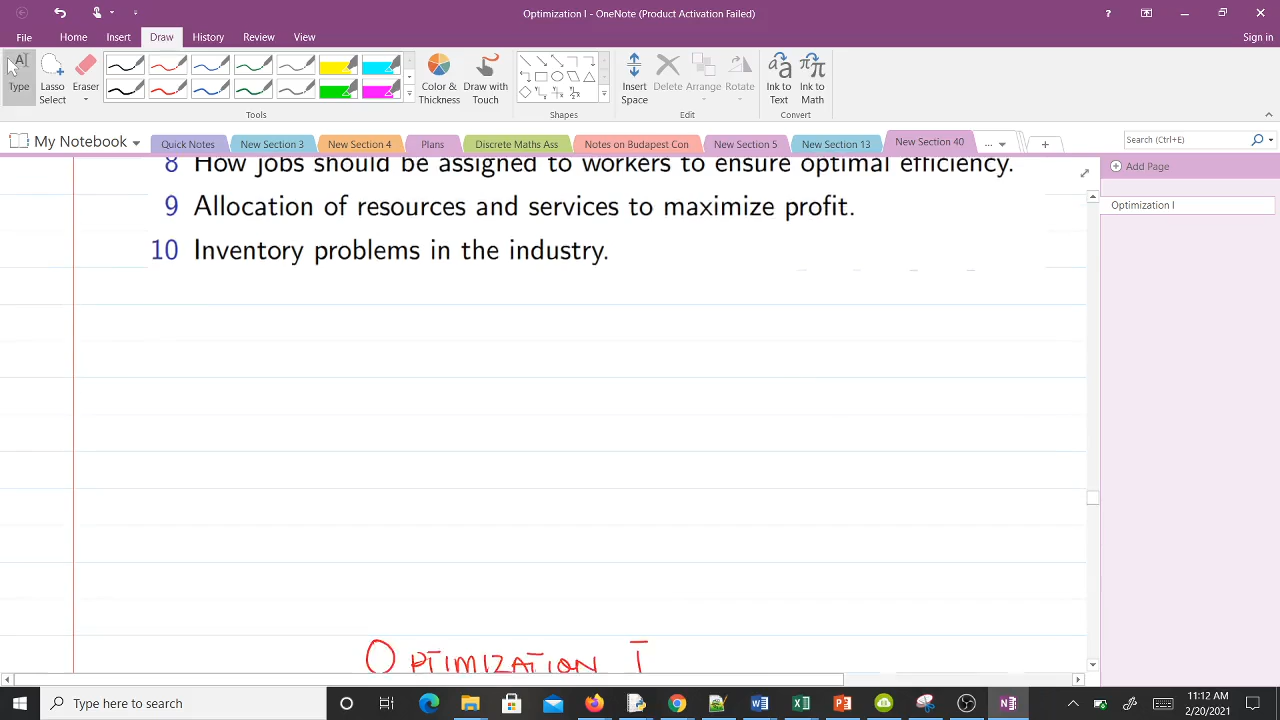 Optimization I - OneNote (Product Activation Failed)
File Home Insert Draw History Review View Sign in
Type Lasso Select Eraser Color & Thickness Draw with Touch Insert Space Delete Arrange Rotate Ink to Text Ink to Math
Tools Shapes Edit Convert
My Notebook Quick Notes New Section 3 New Section 4 Plans Discrete Maths Ass Notes on Budapest Con New Section 5 New Section 13 New Section 40 ... Search (Ctrl+E)
Add Page
Optimization I
8 How jobs should be assigned to workers to ensure optimal efficiency.
9 Allocation of resources and services to maximize profit.
10 Inventory problems in the industry.
OPTIMIZATION I
Type here to search
11:12 AM
2/20/2021